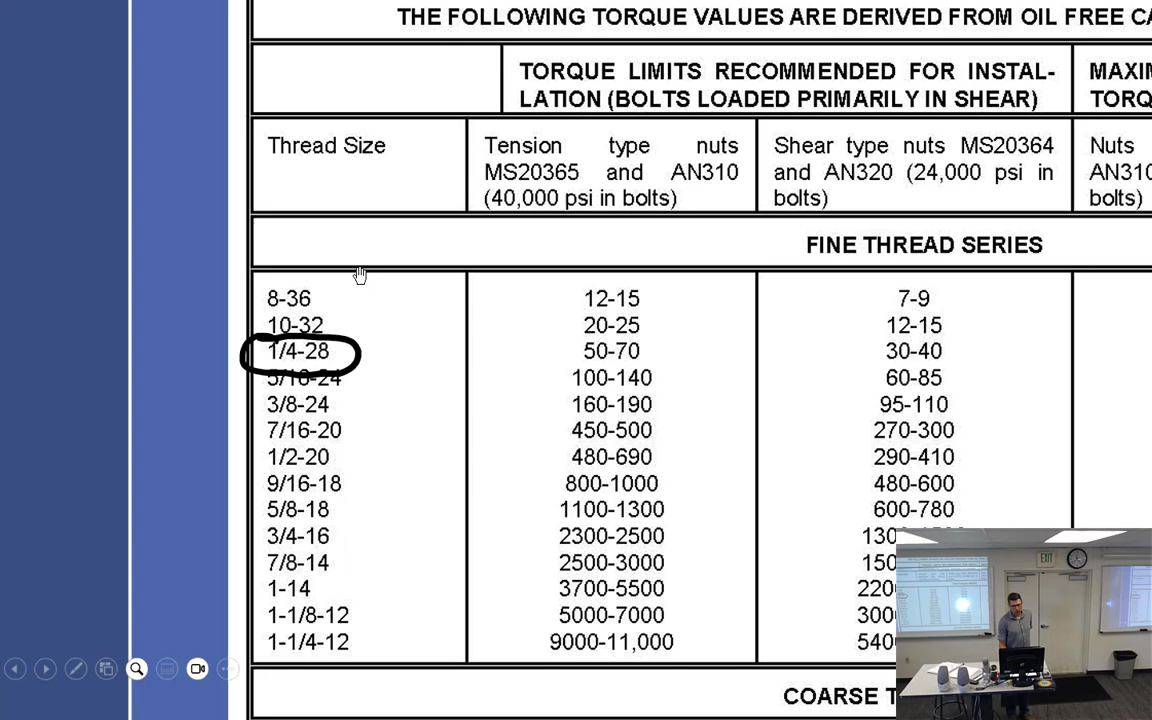 THE FOLLOWING TORQUE VALUES ARE DERIVED FROM OIL FREE
TORQUE LIMITS RECOMMENDED FOR INSTAL-
LATION (BOLTS LOADED PRIMARILY IN SHEAR)
Thread Size
Tension type nuts
MS20365 and AN310
(40,000 psi in bolts)
Shear type nuts MS20364
and AN320 (24,000 psi in
bolts)
Nuts
AN310
bolts)
FINE THREAD SERIES
8-36 12-15 7-9
10-32 20-25 12-15
1/4-28 50-70 30-40
5/16-24 100-140 60-85
3/8-24 160-190 95-110
7/16-20 450-500 270-300
1/2-20 480-690 290-410
9/16-18 800-1000 480-600
5/8-18 1100-1300 600-780
3/4-16 2300-2500
7/8-14 2500-3000
1-14 3700-5500
1-1/8-12 5000-7000
1-1/4-12 9000-11,000
COARSE
EXIT